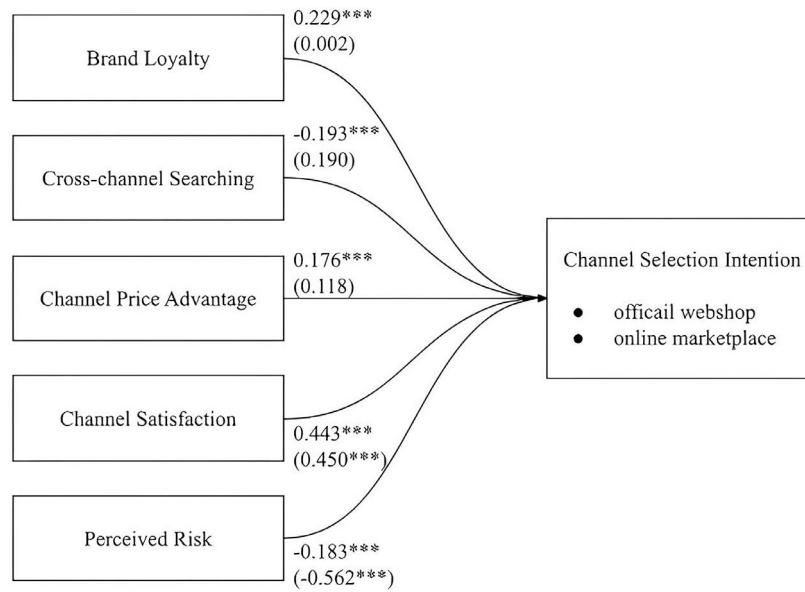 0.229***
(0.002)
Brand Loyalty
-0.193***
(0.190)
Cross-channel Searching
0.176***
(0.118)
Channel Price Advantage
Channel Satisfaction
0.443***
(0.450***)
Perceived Risk
-0.183***
(-0.562***)
Channel Selection Intention
● officail webshop
● online marketplace